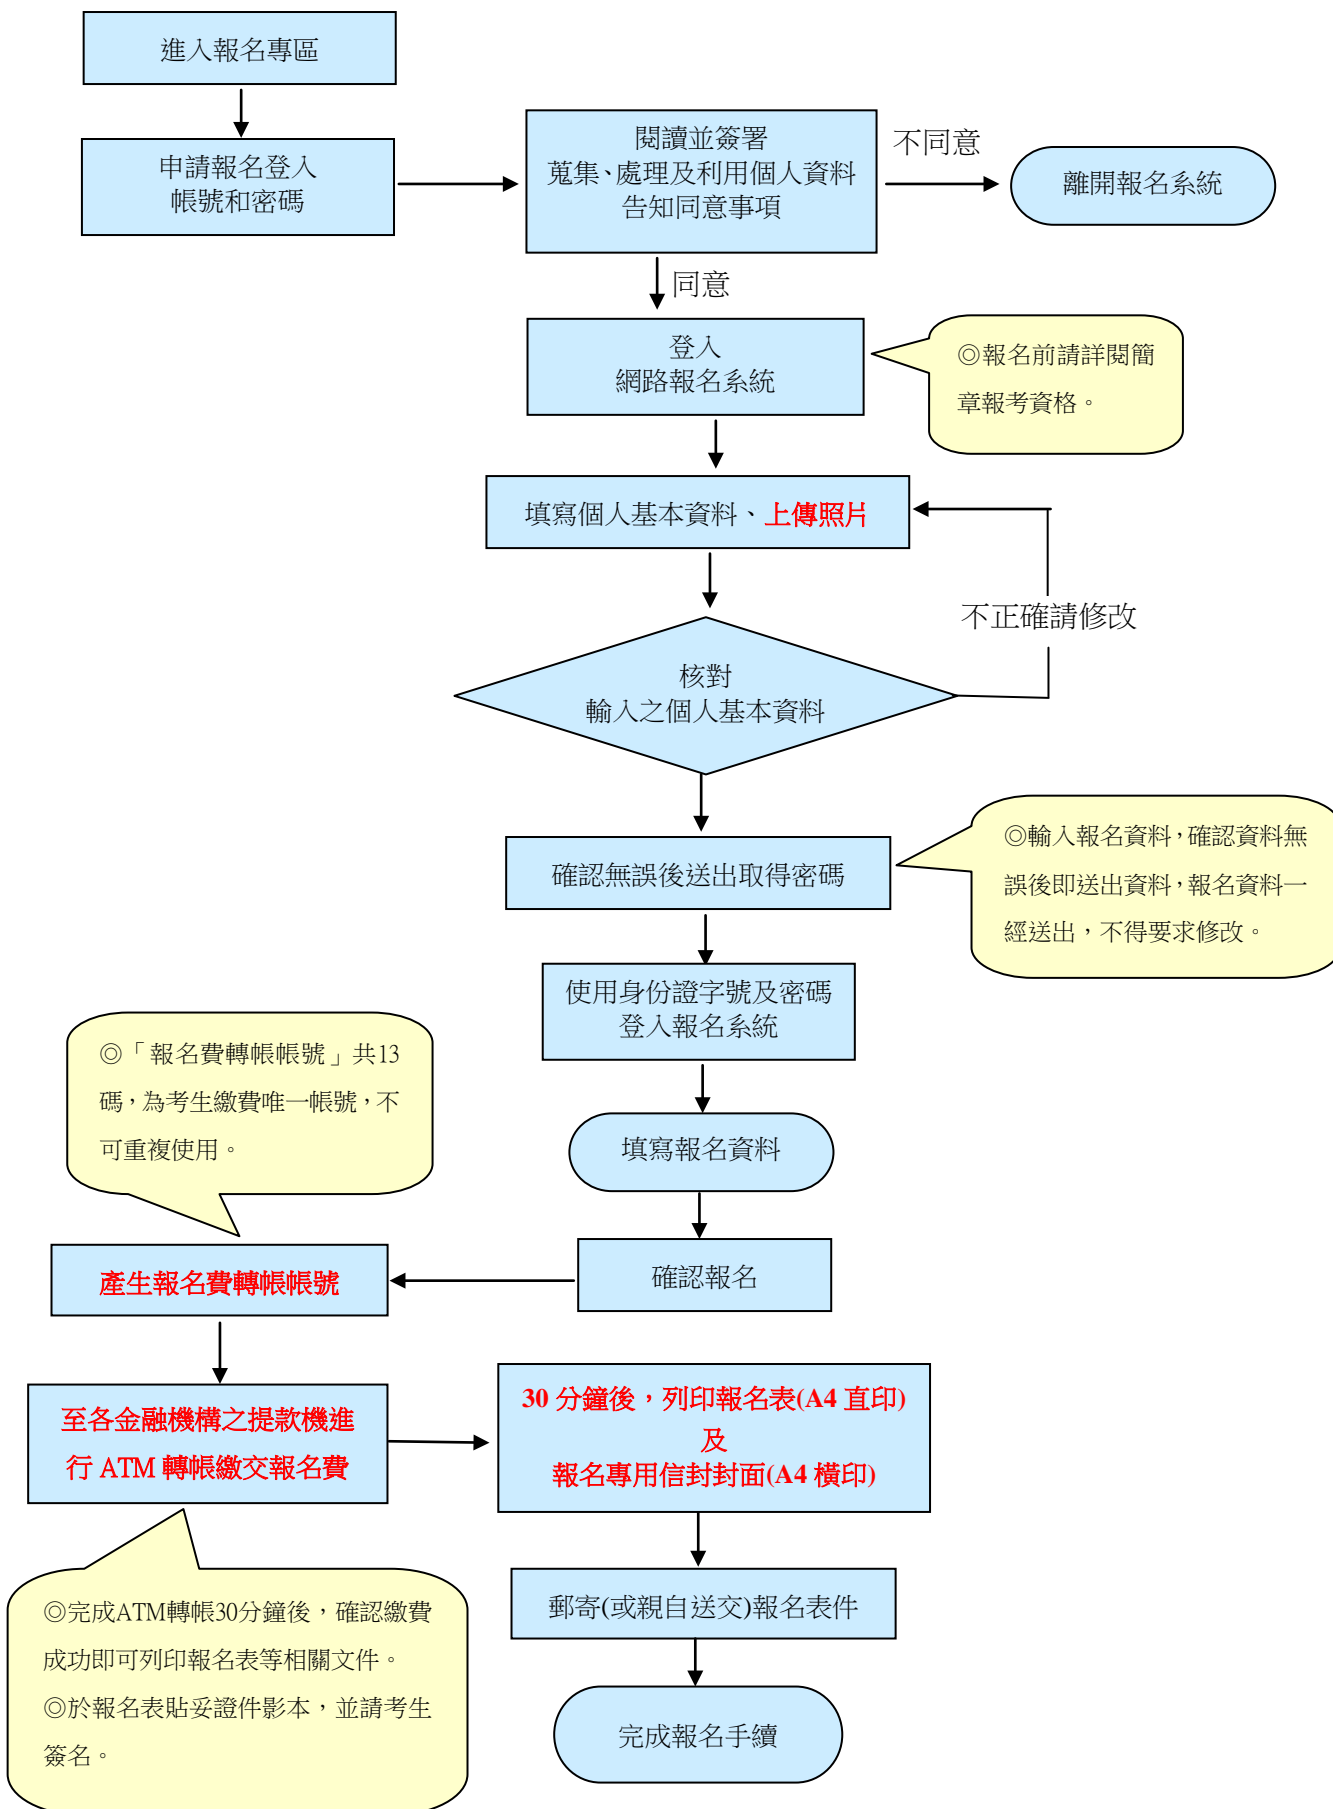 進入報名專區
申請報名登入
帳號和密碼
閱讀並簽署
蒐集、處理及利用個人資料
告知同意事項
不同意
離開報名系統
同意
登入
網路報名系統
◎報名前請詳閱簡
章報考資格。
填寫個人基本資料、上傳照片
不正確請修改
核對
輸入之個人基本資料
確認無誤後送出取得密碼
◎輸入報名資料，確認資料無
誤後即送出資料，報名資料一
經送出，不得要求修改。
使用身份證字號及密碼
登入報名系統
◎「報名費轉帳帳號」共13
碼，為考生繳費唯一帳號，不
可重複使用。
填寫報名資料
確認報名
產生報名費轉帳帳號
至各金融機構之提款機進
行 ATM 轉帳繳交報名費
30 分鐘後，列印報名表(A4 直印)
及
報名專用信封封面(A4 橫印)
◎完成ATM轉帳30分鐘後，確認繳費
成功即可列印報名表等相關文件。
◎於報名表貼妥證件影本，並請考生
簽名。
郵寄(或親自送交)報名表件
完成報名手續